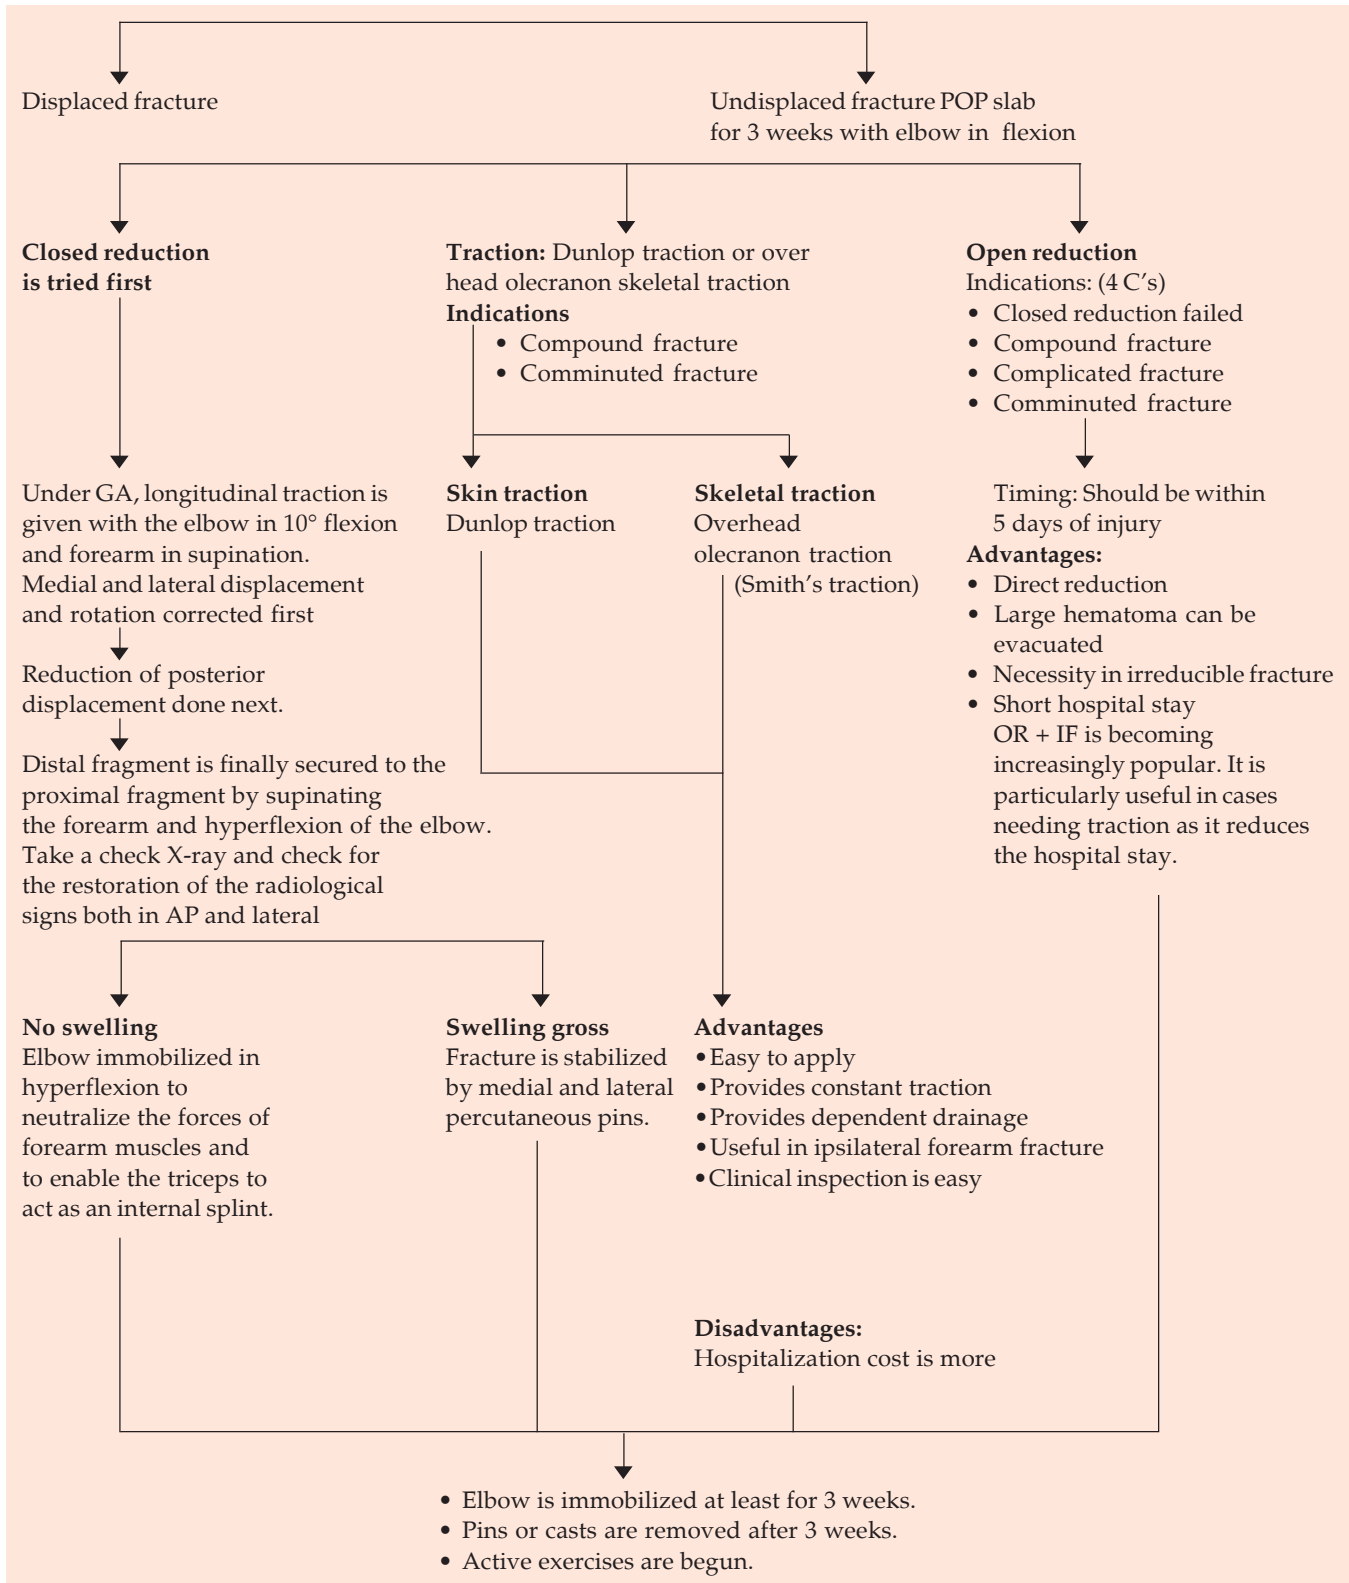 Displaced fracture
Undisplaced fracture POP slab
for 3 weeks with elbow in flexion
Closed reduction
is tried first
Traction: Dunlop traction or over
head olecranon skeletal traction
Indications
• Compound fracture
• Comminuted fracture
Open reduction
Indications: (4 C's)
• Closed reduction failed
• Compound fracture
• Complicated fracture
• Comminuted fracture
Under GA, longitudinal traction is
given with the elbow in 10° flexion
and forearm in supination.
Medial and lateral displacement
and rotation corrected first
Reduction of posterior
displacement done next.
Distal fragment is finally secured to the
proximal fragment by supinating
the forearm and hyperflexion of the elbow.
Take a check X-ray and check for
the restoration of the radiological
signs both in AP and lateral
Skin traction
Dunlop traction
Skeletal traction
Overhead
olecranon traction
(Smith's traction)
Timing: Should be within
5 days of injury
Advantages:
• Direct reduction
• Large hematoma can be
evacuated
• Necessity in irreducible fracture
• Short hospital stay
OR + IF is becoming
increasingly popular. It is
particularly useful in cases
needing traction as it reduces
the hospital stay.
No swelling
Elbow immobilized in
hyperflexion to
neutralize the forces of
forearm muscles and
to enable the triceps to
act as an internal splint.
Swelling gross
Fracture is stabilized
by medial and lateral
percutaneous pins.
Advantages
• Easy to apply
• Provides constant traction
• Provides dependent drainage
• Useful in ipsilateral forearm fracture
• Clinical inspection is easy
Disadvantages:
Hospitalization cost is more
• Elbow is immobilized at least for 3 weeks.
• Pins or casts are removed after 3 weeks.
• Active exercises are begun.